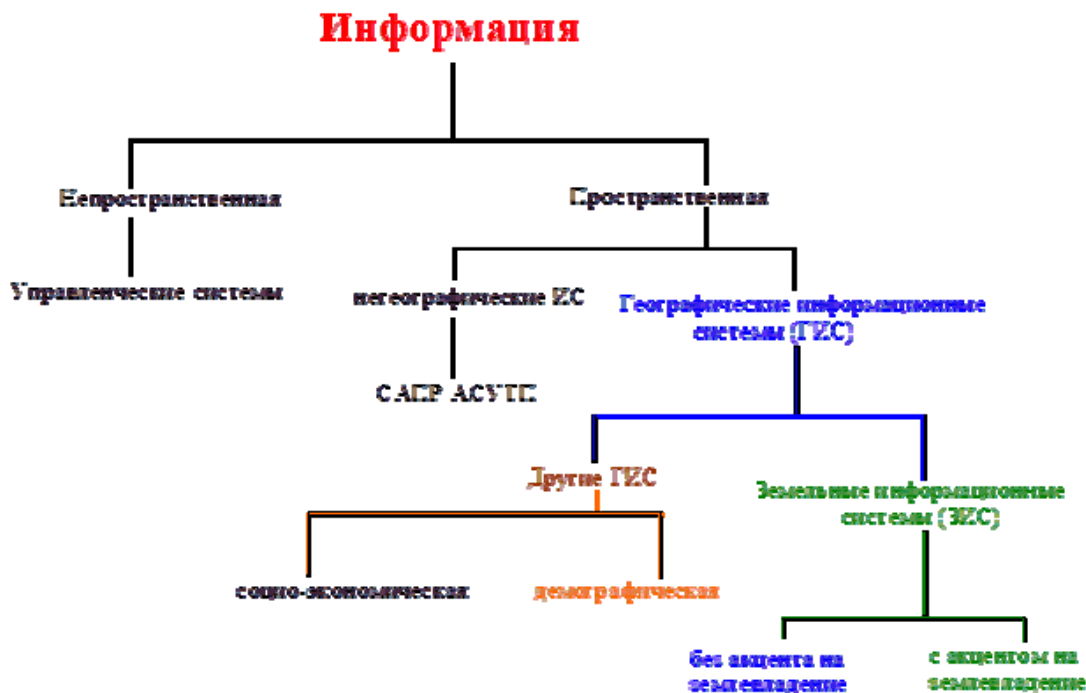 Информация
Непространственная
Пространственная
Управленческие системы
негеографические ИС
Географические информационные
системы (ГИС)
САПР АСУТП
Другие ГИС
Земельные информационные
системы (ЗИС)
социо-экономическая
демографическая
без акцента на
землевладение
с акцентом на
землевладение